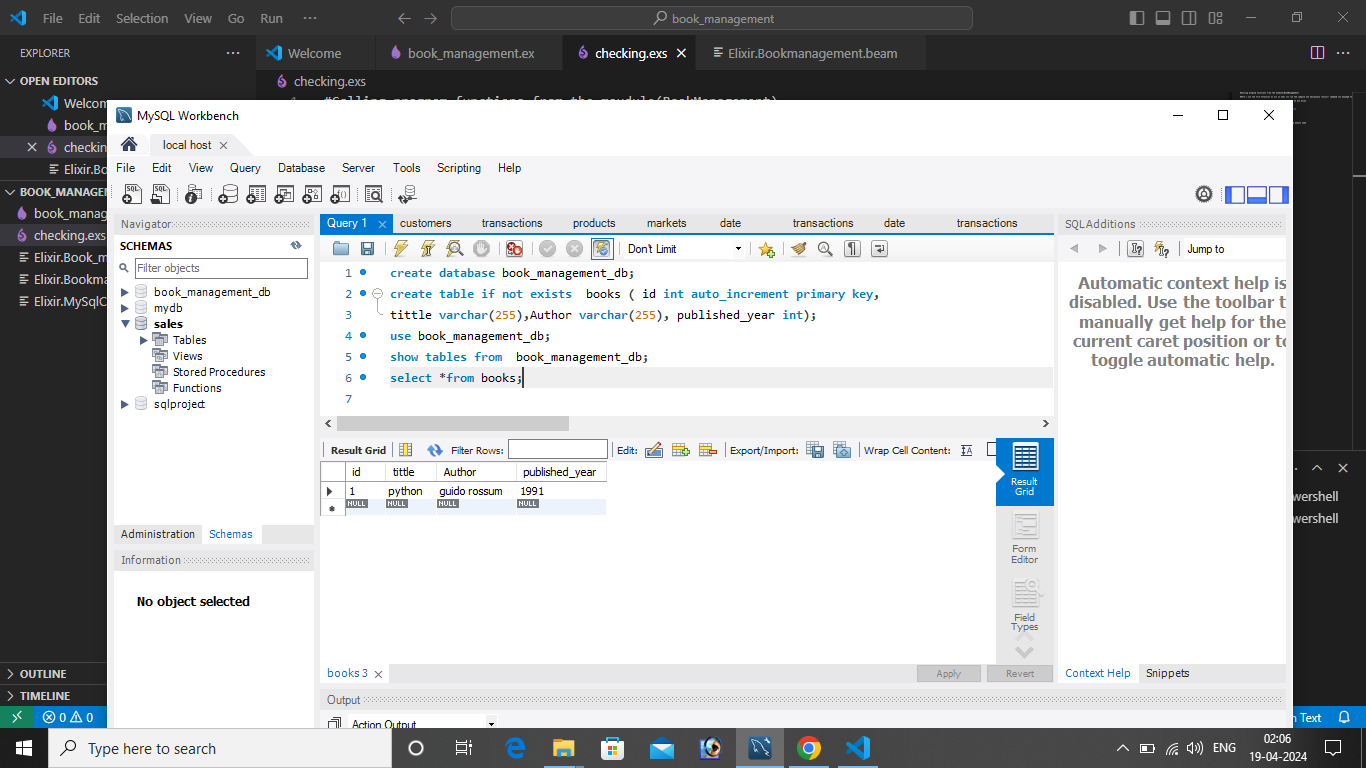 File Edit Selection View Go Run ··· book_management
EXPLORER ···
Welcome book_management.ex checking.exs Elixir.Bookmanagement.beam ···
OPEN EDITORS
checking.exs
Welcom
book_m
checkin
Elixir.Bo
BOOK_MANAGEM
book_manag
checking.exs
Elixir.Book_m
Elixir.Bookma
Elixir.MySqlC
OUTLINE
TIMELINE
0 0
MySQL Workbench
local host
File Edit View Query Database Server Tools Scripting Help
Navigator
SCHEMAS
Filter objects
book_management_db
mydb
sales
Tables
Views
Stored Procedures
Functions
sqlproject
Administration Schemas
Information
No object selected
Query 1 customers transactions products markets date transactions date transactions
Don't Limit
1 create database book_management_db;
2 create table if not exists  books ( id int auto_increment primary key,
3 tittle varchar(255),Author varchar(255), published_year int);
4 use book_management_db;
5 show tables from  book_management_db;
6 select *from books;
7
Result Grid Filter Rows: Edit: Export/Import: Wrap Cell Content:
id tittle Author published_year
1 python guido rossum 1991
NULL NULL NULL NULL
Result Grid
Form Editor
Field Types
books 3 Apply Revert
Output
Action Output
SQLAdditions
Jump to
Automatic context help is
disabled. Use the toolbar t
manually get help for the
current caret position or to
toggle automatic help.
Context Help Snippets
wershell
wershell
n Text
Type here to search
ENG
02:06
19-04-2024